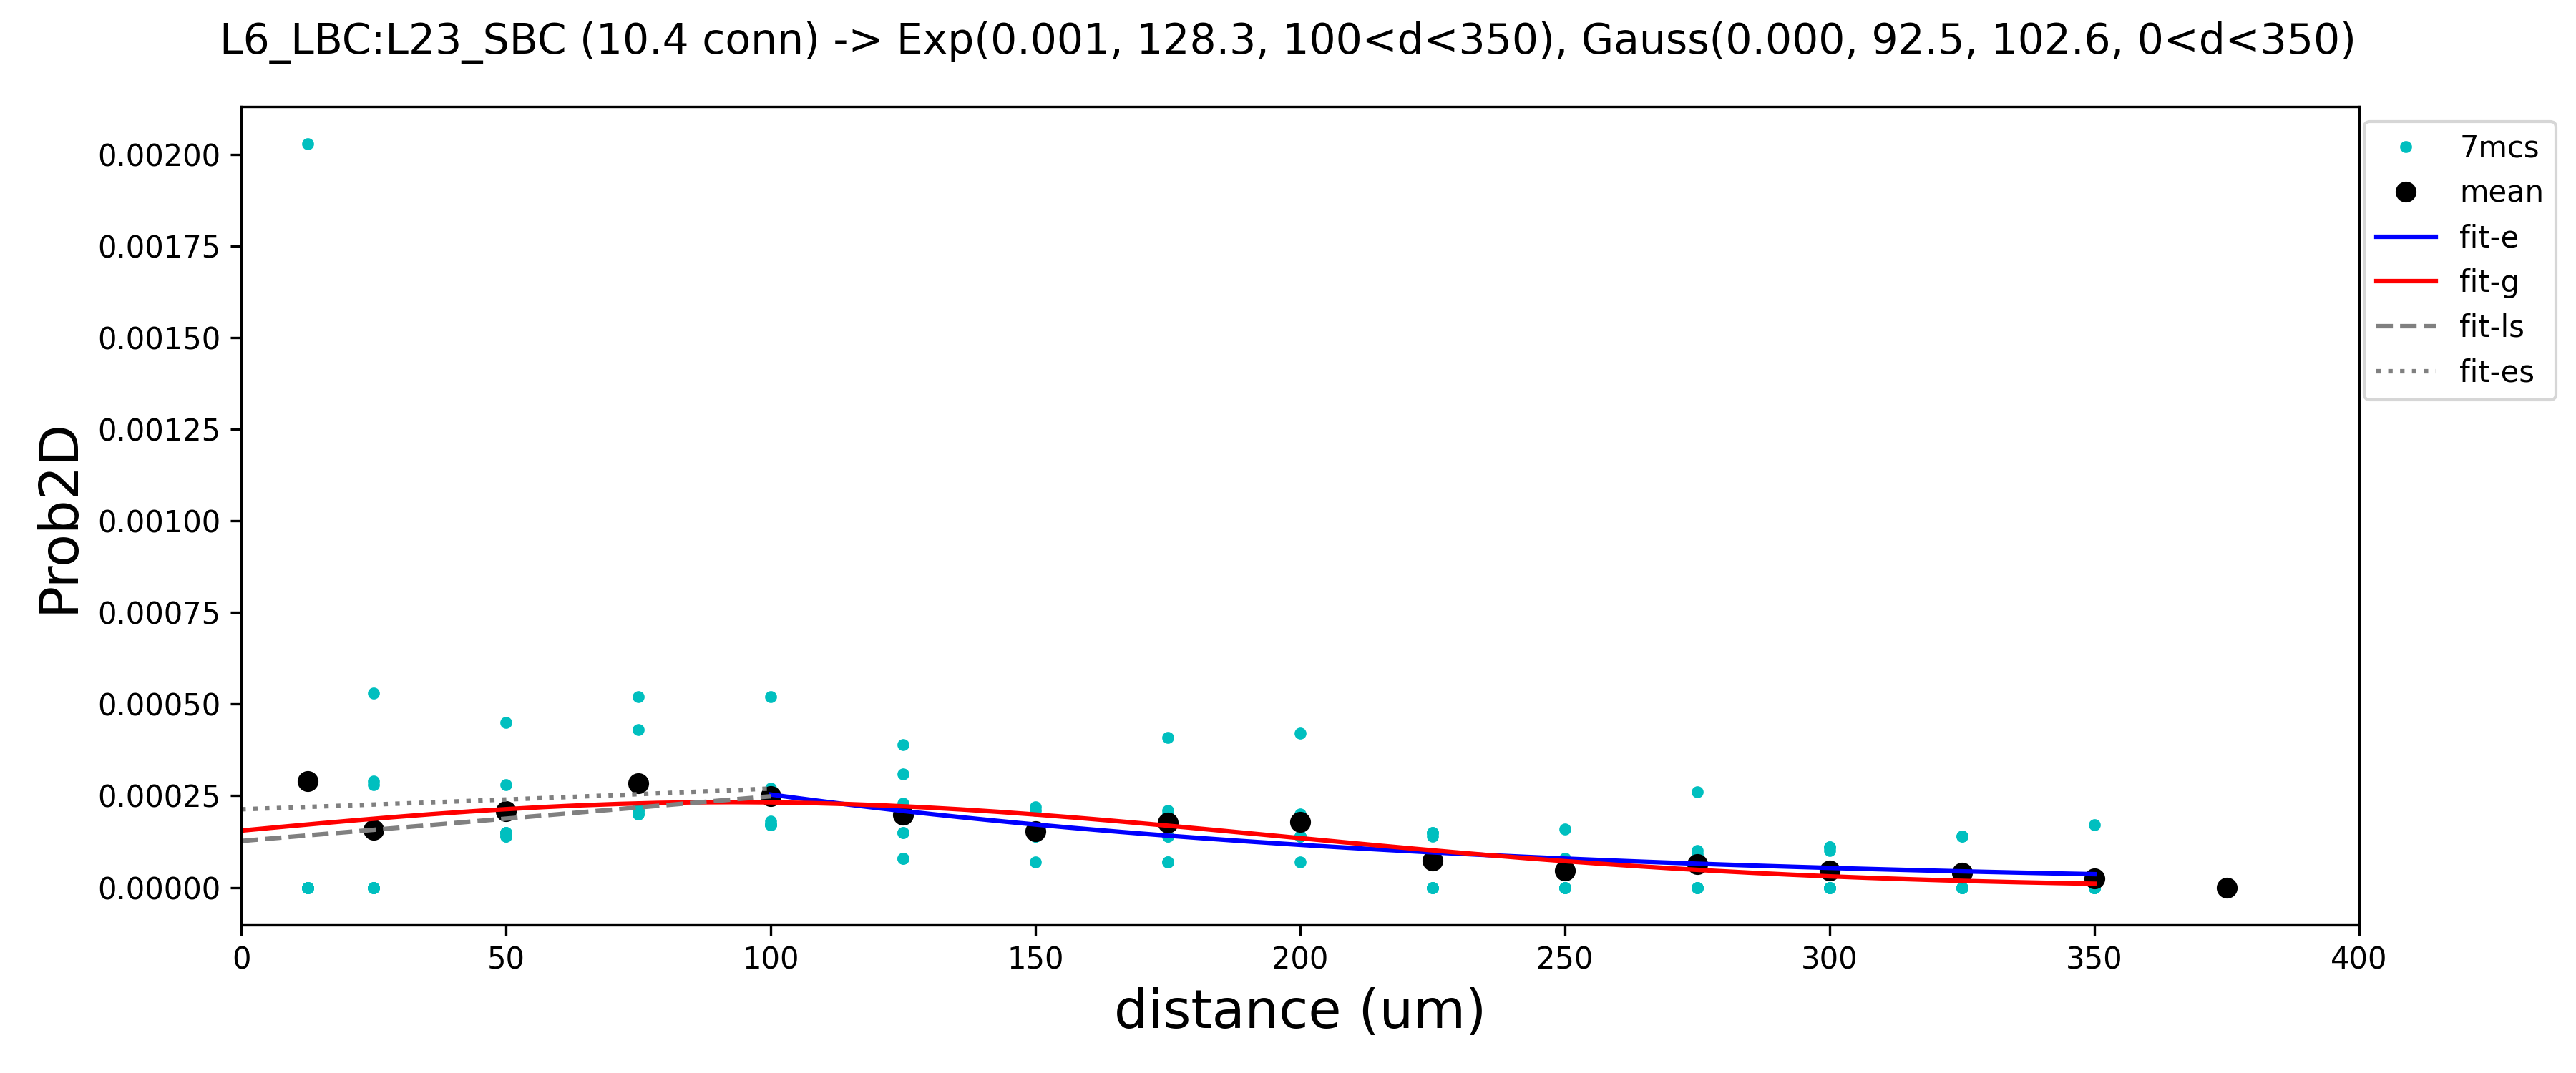 L6_LBC:L23_SBC (10.4 conn) -> Exp(0.001, 128.3, 100<d<350), Gauss(0.000, 92.5, 102.6, 0<d<350)
0.00200
0.00175
0.00150
0.00125
0.00100
0.00075
0.00050
0.00025
0.00000
Prob2D
0 50 100 150 200 250 300 350 400
distance (um)
7mcs
mean
fit-e
fit-g
fit-ls
fit-es